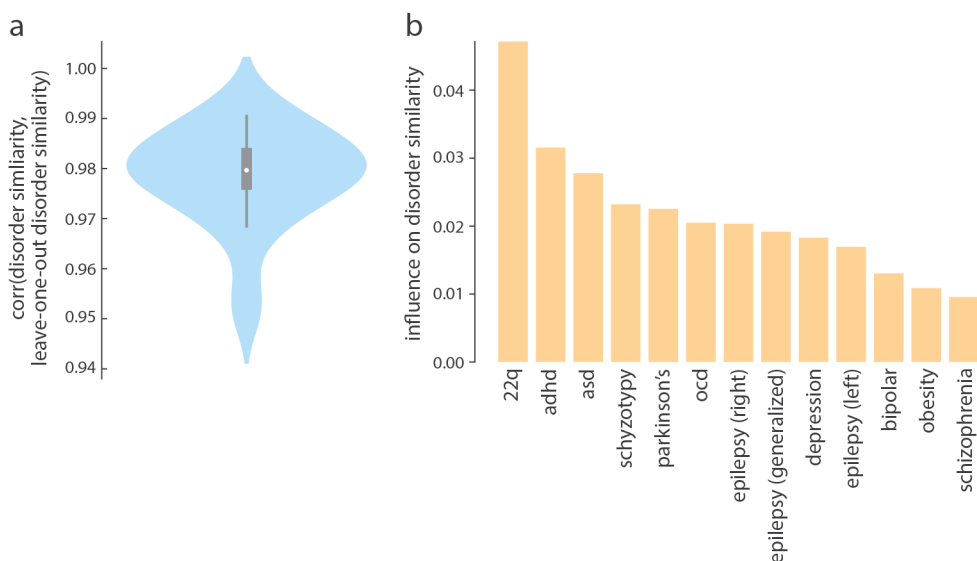 a
corr(disorder similiarity,
leave-one-out disorder similarity)
1.00
0.99
0.98
0.97
0.96
0.95
0.94
b
influence on disorder similarity
0.04
0.03
0.02
0.01
0.00
22q
adhd
asd
schyzotypy
parkinson's
ocd
epilepsy (right)
epilepsy (generalized)
depression
epilepsy (left)
bipolar
obesity
schizophrenia